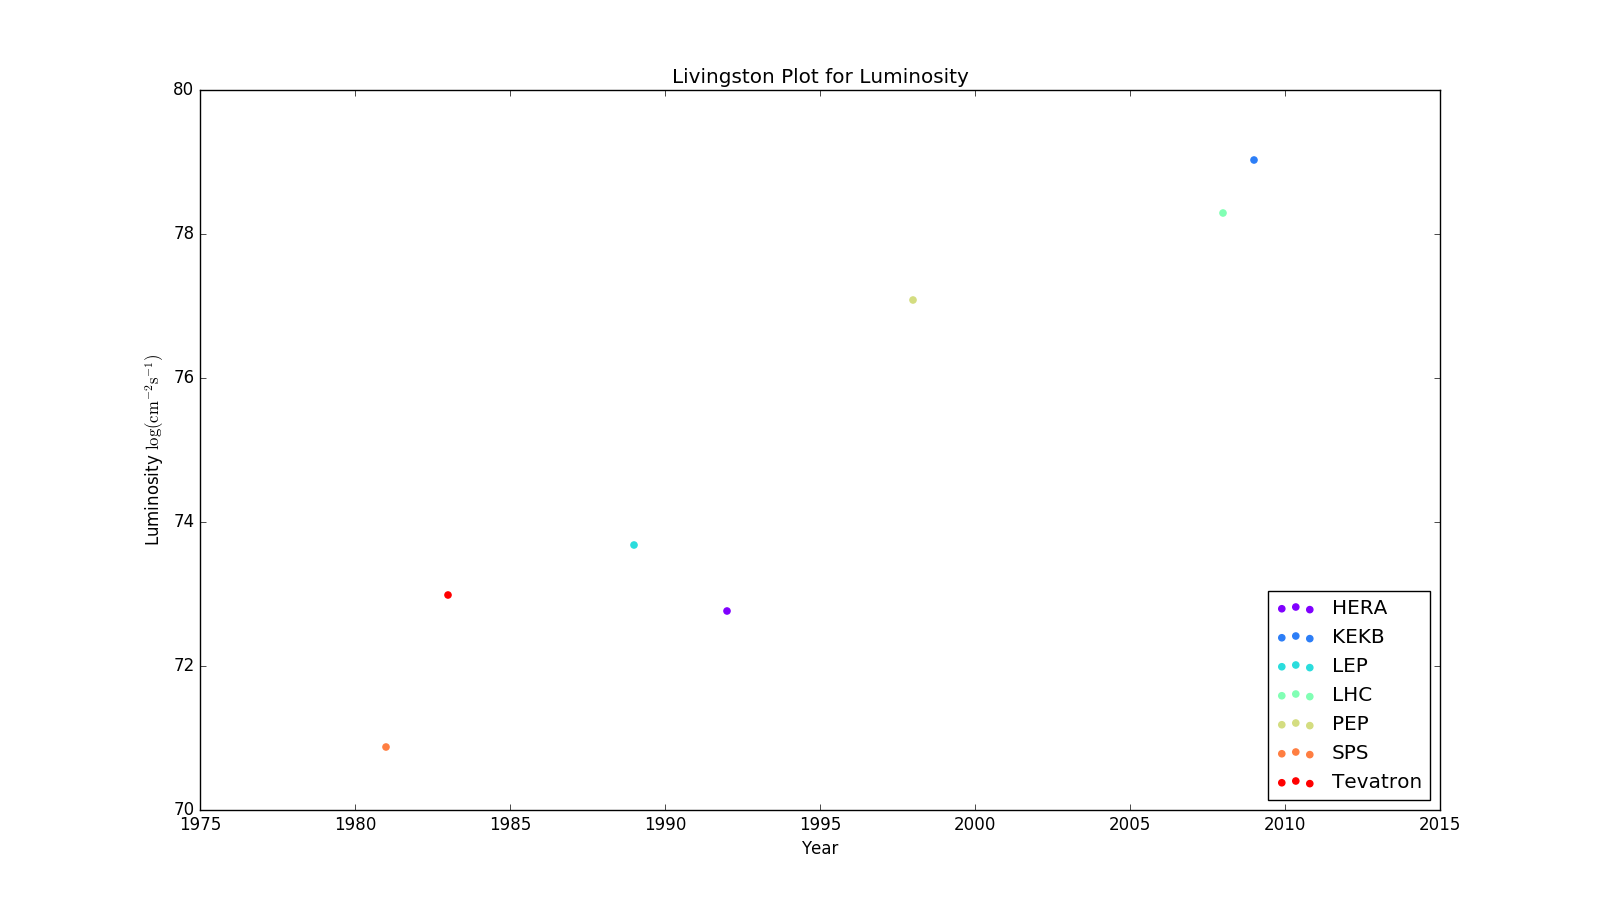 Livingston Plot for Luminosity
80
78
76
74
72
70
Luminosity log(cm⁻²s⁻¹)
1975 1980 1985 1990 1995 2000 2005 2010 2015
Year
HERA
KEKB
LEP
LHC
PEP
SPS
Tevatron